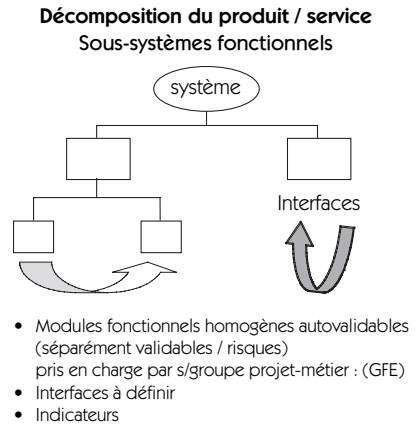 Décomposition du produit / service
Sous-systèmes fonctionnels
système
Interfaces
• Modules fonctionnels homogènes autovalidables
(séparément validables / risques)
pris en charge par s/groupe projet-métier : (GFE)
• Interfaces à définir
• Indicateurs